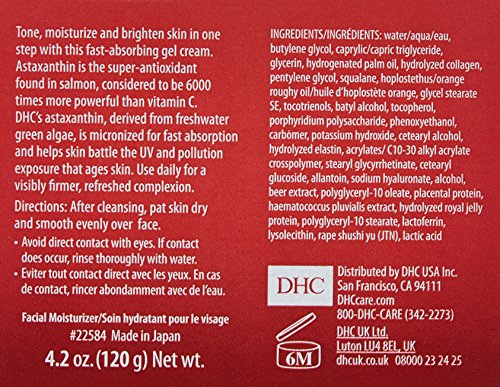 Tone, moisturize and brighten skin in one
step with this fast-absorbing gel cream.
Astaxanthin is the super-antioxidant
found in salmon, considered to be 6000
times more powerful than vitamin C.
DHC's astaxanthin, derived from freshwater
green algae, is micronized for fast absorption
and helps skin battle the UV and pollution
exposure that ages skin. Use daily for a
visibly firmer, refreshed complexion.
Directions: After cleansing, pat skin dry
and smooth evenly over face.
• Avoid direct contact with eyes. If contact
does occur, rinse thoroughly with water.
• Eviter tout contact direct avec les yeux. En cas
de contact, rincer abondamment avec de l'eau.
Facial Moisturizer/Soin hydratant pour le visage
#22584 Made in Japan
4.2 oz. (120 g) Net wt.
INGREDIENTS/INGRÉDIENTS: water/aqua/eau,
butylene glycol, caprylic/capric triglyceride,
glycerin, hydrogenated palm oil, hydrolyzed collagen,
pentylene glycol, squalane, hoplostethus/orange
roughy oil/huile d'hoplostète orange, glycel stearate
SE, tocotrienols, batyl alcohol, tocopherol,
porphyridium polysaccharide, phenoxyethanol,
carbomer, potassium hydroxide, cetearyl alcohol,
hydrolyzed elastin, acrylates/ C10-30 alkyl acrylate
crosspolymer, stearyl glycyrrhetinate, cetearyl
glucoside, allantoin, sodium hyaluronate, alcohol,
beer extract, polyglyceryl-10 oleate, placental protein,
haematococcus pluvialis extract, hydrolyzed royal jelly
protein, polyglyceryl-10 stearate, lactoferrin,
lysolecithin, rape shushi yu (JTN), lactic acid
DHC
Distributed by DHC USA Inc.
San Francisco, CA 94111
DHCcare.com
800-DHC-CARE (342-2273)
6M
DHC UK Ltd.
Luton LU4 8EL, UK
dhcuk.co.uk 08000 23 24 25